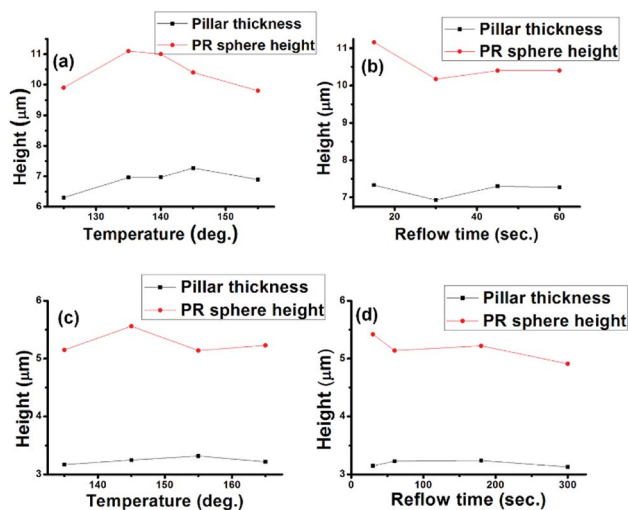 Pillar thickness
PR sphere height
(a)
11
10
9
8
7
6
Height (μm)
130 140 150
Temperature (deg.)
Pillar thickness
PR sphere height
(b)
11
10
9
8
7
Height (μm)
20 40 60
Reflow time (sec.)
Pillar thickness
PR sphere height
(c)
6
5
4
3
Height (μm)
140 150 160
Temperature (deg.)
Pillar thickness
PR sphere height
(d)
6
5
4
3
Height (μm)
0 100 200 300
Reflow time (sec.)